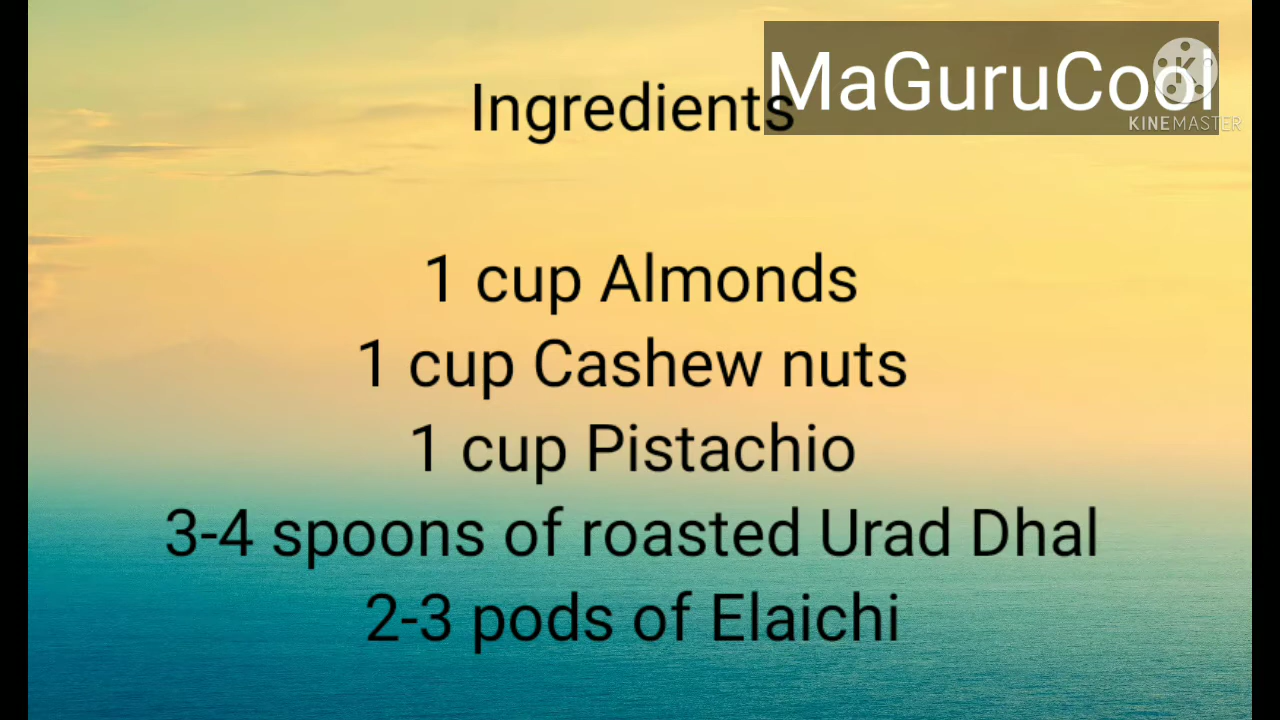 MaGuruCool
KINEMASTER
Ingredients
1 cup Almonds
1 cup Cashew nuts
1 cup Pistachio
3-4 spoons of roasted Urad Dhal
2-3 pods of Elaichi